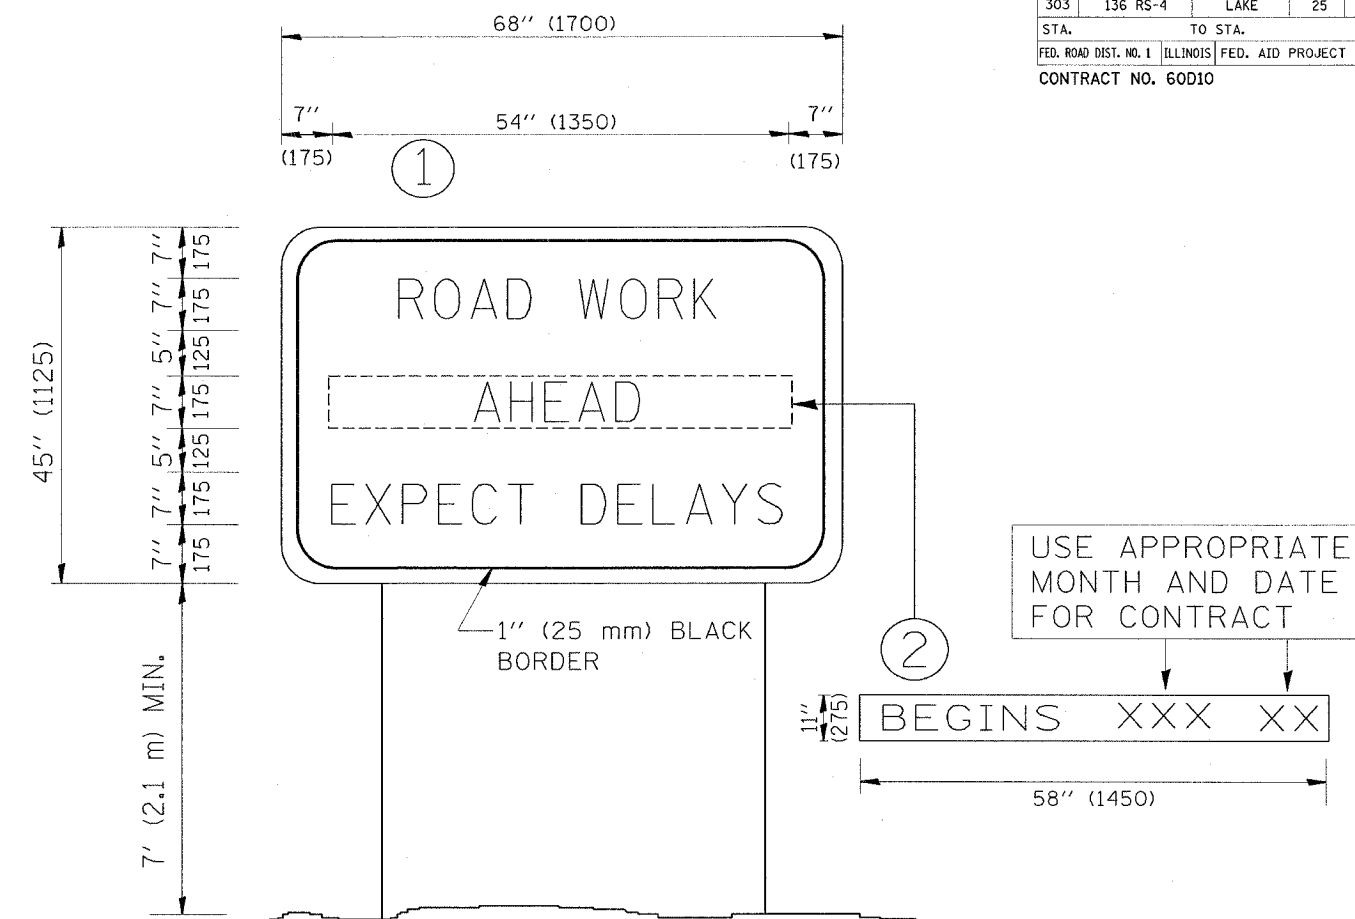 303 136 RS-4 LAKE 25
STA. TO STA.
FED. ROAD DIST. NO. 1 ILLINOIS FED. AID PROJECT
CONTRACT NO. 60D10
68'' (1700)
7'' 54'' (1350) 7''
(175) (175)
1
45'' (1125)
7'' 175
7'' 175
5'' 125
7'' 175
5'' 125
7'' 175
7'' 175
ROAD WORK
AHEAD
EXPECT DELAYS
1'' (25 mm) BLACK
BORDER
7' (2.1 m) MIN.
2
USE APPROPRIATE
MONTH AND DATE
FOR CONTRACT
11''
(275)
BEGINS XXX XX
58'' (1450)